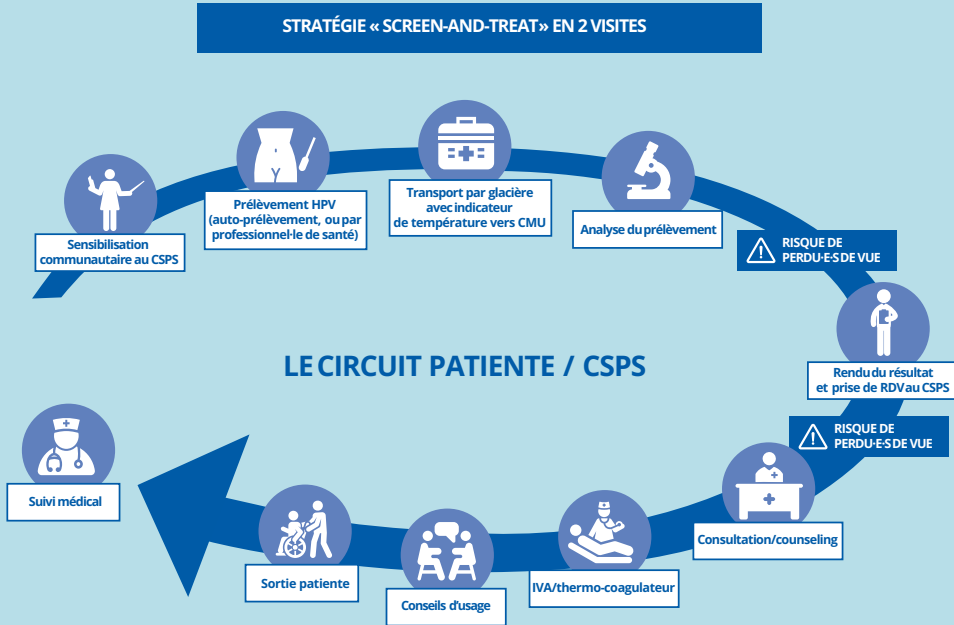 STRATÉGIE « SCREEN-AND-TREAT» EN 2 VISITES
Sensibilisation
communautaire au CSPS
Prélèvement HPV
(auto-prélèvement, ou par
professionnel·le de santé)
Transport par glacière
avec indicateur
de température vers CMU
Analyse du prélèvement
RISQUE DE
PERDU·E·S DE VUE
Rendu du résultat
et prise de RDV au CSPS
RISQUE DE
PERDU·E·S DE VUE
LE CIRCUIT PATIENTE / CSPS
Consultation/counseling
IVA/thermo-coagulateur
Conseils d’usage
Sortie patiente
Suivi médical